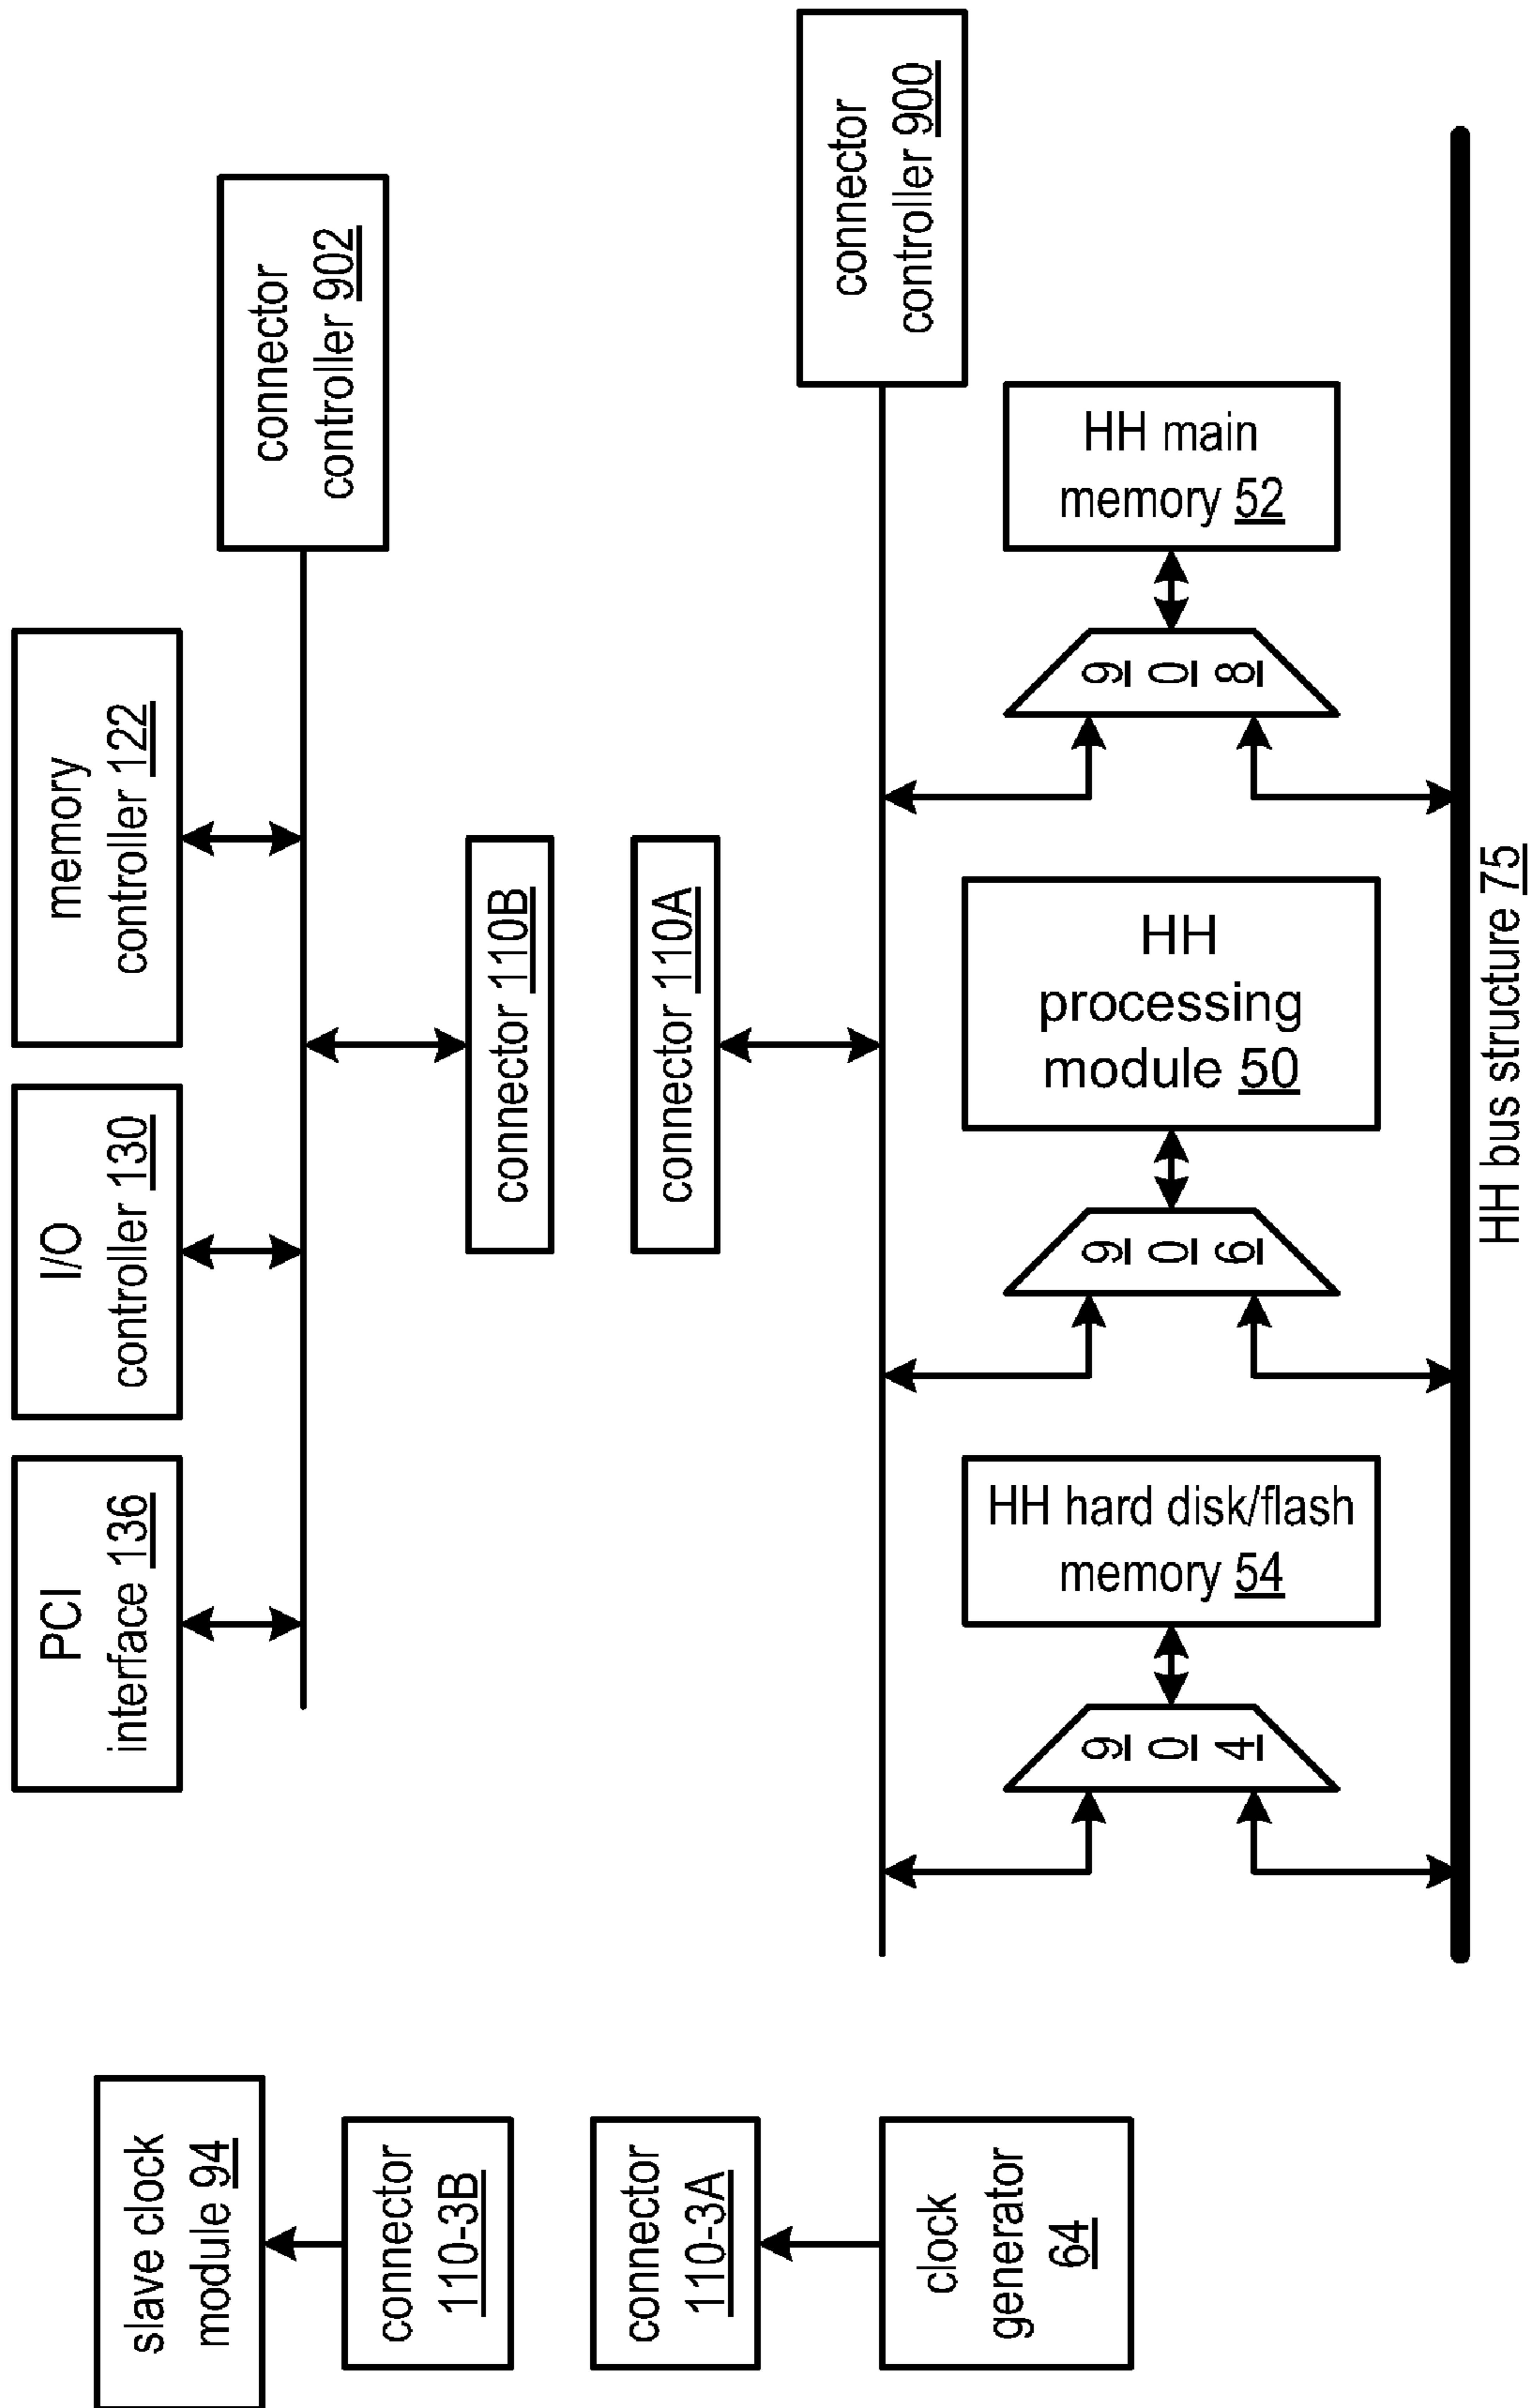 slave clock
module 94
connector
110-3B
connector
110-3A
clock
generator
64
PCI
interface 136
I/O
controller 130
memory
controller 122
connector
controller 902
connector 110B
connector 110A
connector
controller 900
904
HH hard disk/flash
memory 54
906
HH
processing
module 50
908
HH main
memory 52
HH bus structure 75